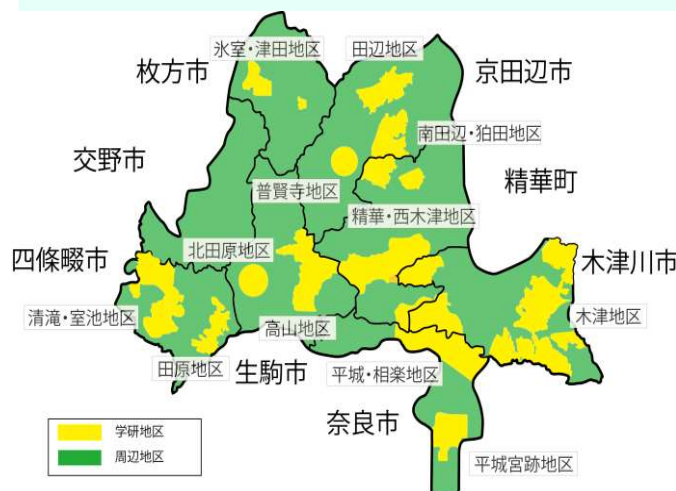 氷室・津田地区
田辺地区
枚方市
京田辺市
南田辺・狛田地区
交野市
普賢寺地区
精華町
精華・西木津地区
四條畷市
北田原地区
木津川市
清滝・室池地区
高山地区
木津地区
田原地区
生駒市
平城・相楽地区
奈良市
学研地区
周辺地区
平城宮跡地区